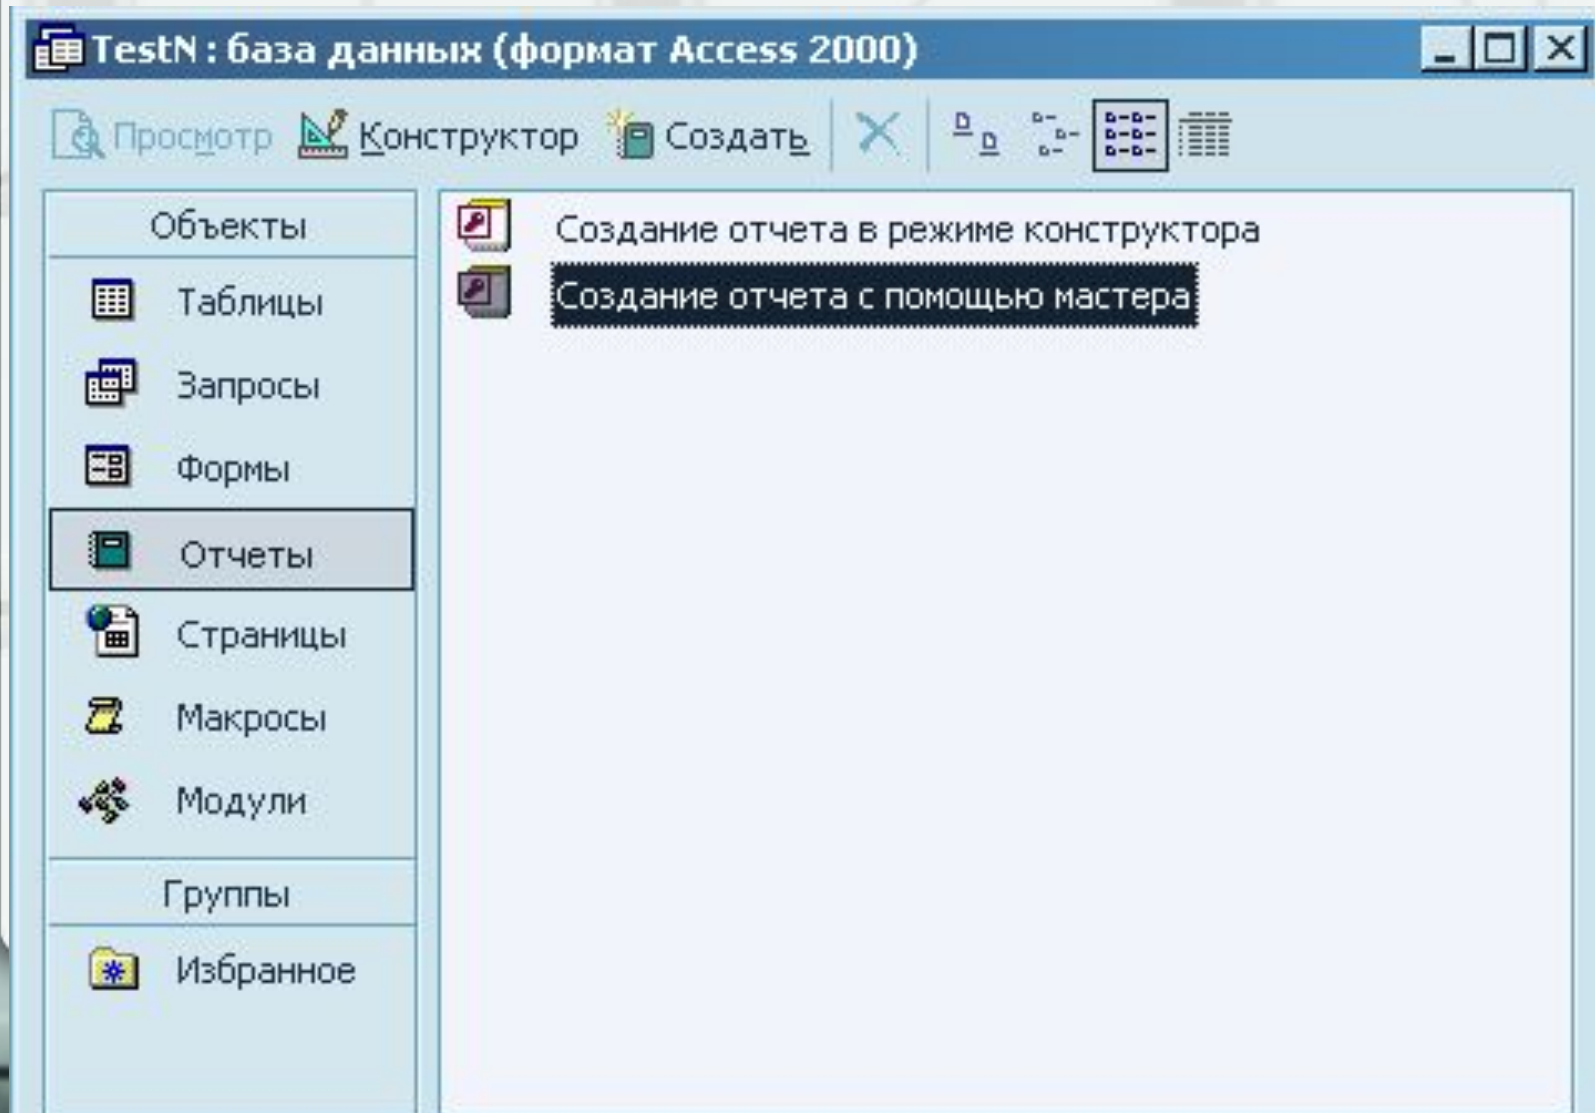 TestN : база данных (формат Access 2000)
Просмотр Конструктор Создать
Объекты
Таблицы
Запросы
Формы
Отчеты
Страницы
Макросы
Модули
Группы
Избранное
Создание отчета в режиме конструктора
Создание отчета с помощью мастера